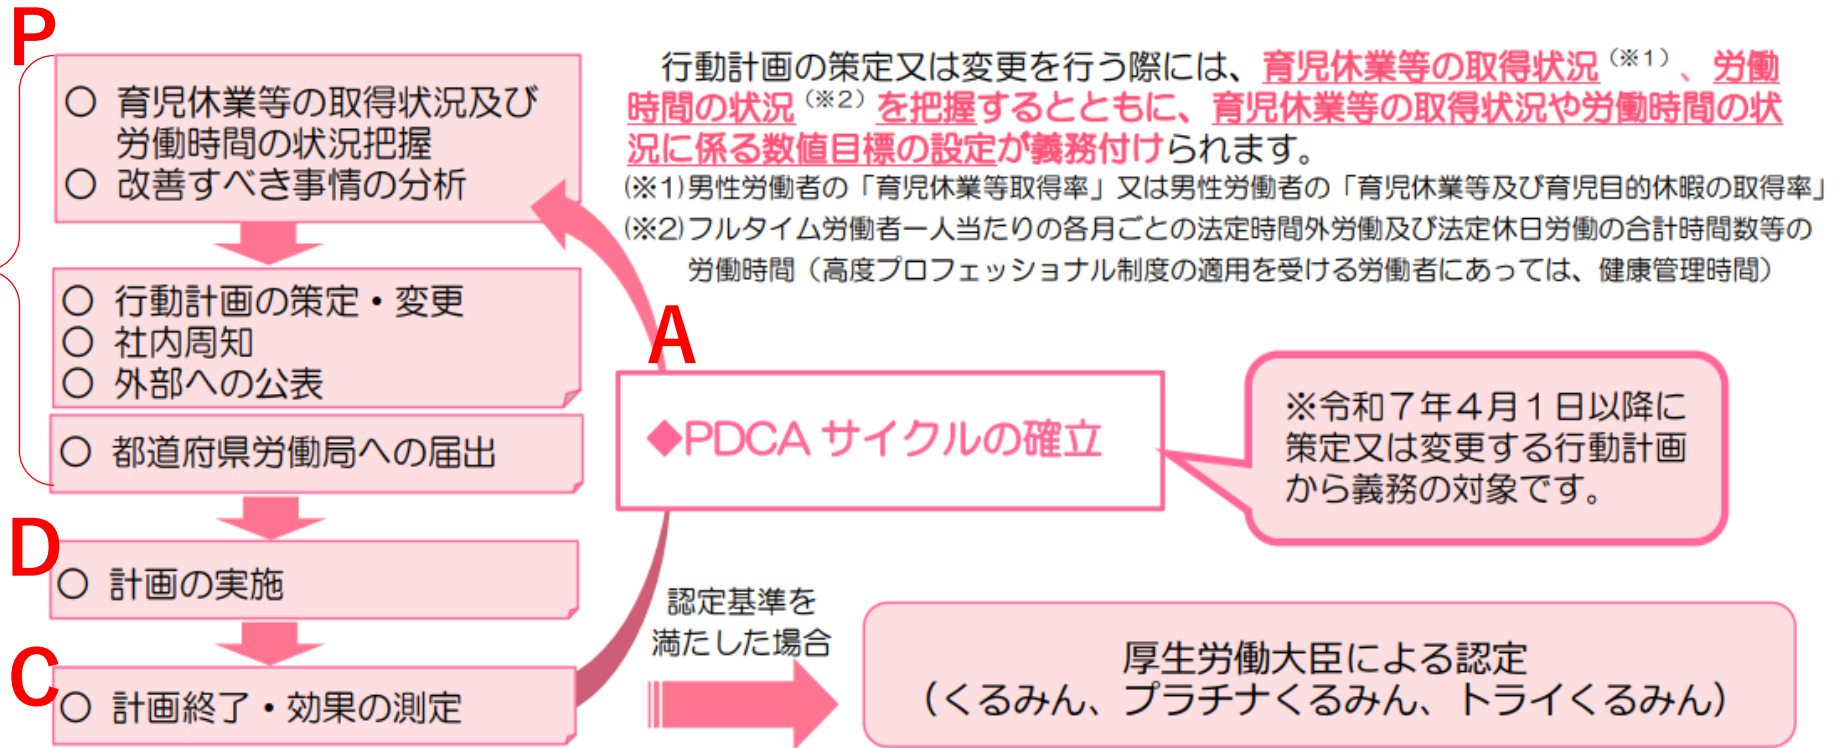 P
○ 育児休業等の取得状況及び
労働時間の状況把握
○ 改善すべき事情の分析
○ 行動計画の策定・変更
○ 社内周知
○ 外部への公表
○ 都道府県労働局への届出
D
○ 計画の実施
C
○ 計画終了・効果の測定
行動計画の策定又は変更を行う際には、育児休業等の取得状況（※1）、労働
時間の状況（※2）を把握するとともに、育児休業等の取得状況や労働時間の状
況に係る数値目標の設定が義務付けられます。
(※1)男性労働者の「育児休業等取得率」又は男性労働者の「育児休業等及び育児目的休暇の取得率」
(※2)フルタイム労働者一人当たりの各月ごとの法定時間外労働及び法定休日労働の合計時間数等の
労働時間（高度プロフェッショナル制度の適用を受ける労働者にあっては、健康管理時間）
A
◆PDCA サイクルの確立
※令和７年４月１日以降に
策定又は変更する行動計画
から義務の対象です。
認定基準を
満たした場合
厚生労働大臣による認定
（くるみん、プラチナくるみん、トライくるみん）